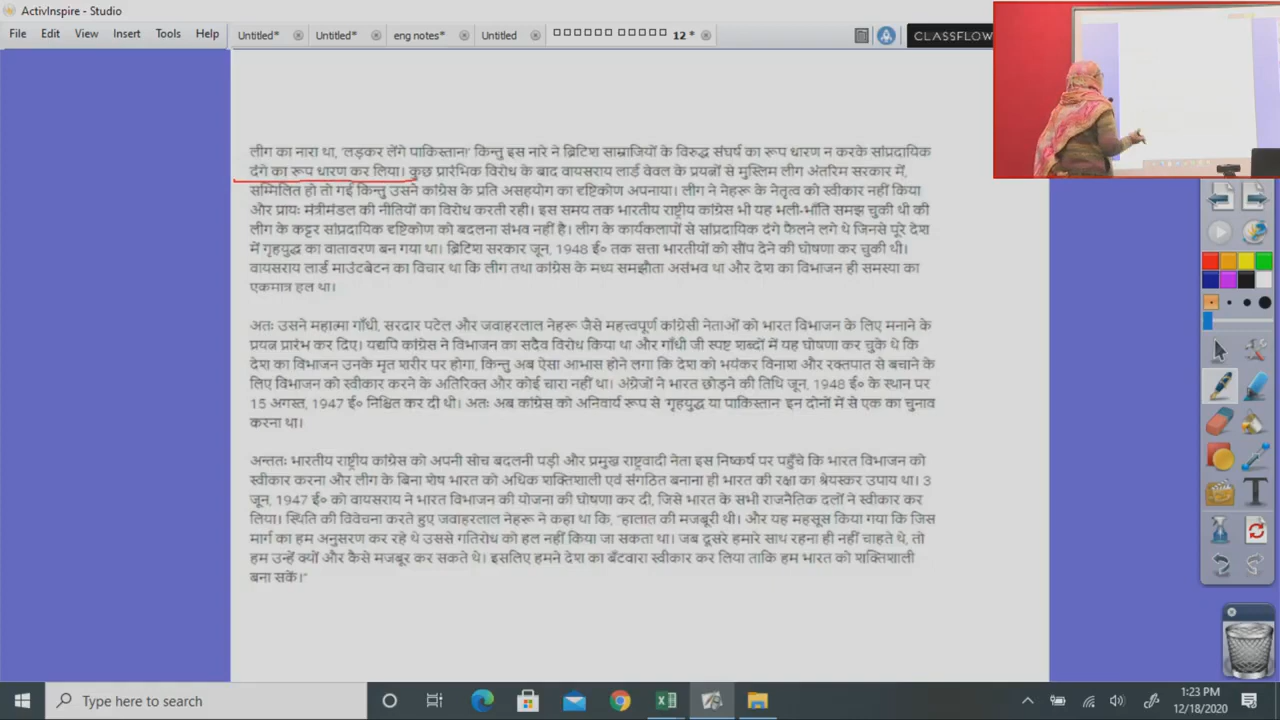 ActivInspire - Studio
File Edit View Insert Tools Help Untitled* Untitled* eng notes* Untitled 12 * CLASSFLOW
लीग का नारा था, 'लड़कर लेंगे पाकिस्तान!' किन्तु इस नारे ने ब्रिटिश साम्राजियों के विरुद्ध संघर्ष का रूप धारण न करके सांप्रदायिक
दंगे का रूप धारण कर लिया। कुछ प्रारंभिक विरोध के बाद वायसराय लार्ड वेवल के प्रयत्नों से मुस्लिम लीग अंतरिम सरकार में,
सम्मिलित हो तो गई किन्तु उसने कांग्रेस के प्रति असहयोग का दृष्टिकोण अपनाया। लीग ने नेहरू के नेतृत्व को स्वीकार नहीं किया
और प्रायः मंत्रीमंडल की नीतियों का विरोध करती रही। इस समय तक भारतीय राष्ट्रीय कांग्रेस भी यह भली-भाँति समझ चुकी थी की
लीग के कट्टर सांप्रदायिक दृष्टिकोण को बदलना संभव नहीं है। लीग के कार्यकलापों से सांप्रदायिक दंगे फैलने लगे थे जिनसे पूरे देश
में गृहयुद्ध का वातावरण बन गया था। ब्रिटिश सरकार जून, 1948 ई० तक सत्ता भारतीयों को सौंप देने की घोषणा कर चुकी थी।
वायसराय लार्ड माउंटबेटन का विचार था कि लीग तथा कांग्रेस के मध्य समझौता असंभव था और देश का विभाजन ही समस्या का
एकमात्र हल था।
अतः उसने महात्मा गाँधी, सरदार पटेल और जवाहरलाल नेहरू जैसे महत्त्वपूर्ण कांग्रेसी नेताओं को भारत विभाजन के लिए मनाने के
प्रयत्न प्रारंभ कर दिए। यद्यपि कांग्रेस ने विभाजन का सदैव विरोध किया था और गाँधी जी स्पष्ट शब्दों में यह घोषणा कर चुके थे कि
देश का विभाजन उनके मृत शरीर पर होगा, किन्तु अब ऐसा आभास होने लगा कि देश को भयंकर विनाश और रक्तपात से बचाने के
लिए विभाजन को स्वीकार करने के अतिरिक्त और कोई चारा नहीं था। अंग्रेजों ने भारत छोड़ने की तिथि जून, 1948 ई० के स्थान पर
15 अगस्त, 1947 ई० निश्चित कर दी थी। अतः अब कांग्रेस को अनिवार्य रूप से 'गृहयुद्ध या पाकिस्तान' इन दोनों में से एक का चुनाव
करना था।
अन्ततः भारतीय राष्ट्रीय कांग्रेस को अपनी सोच बदलनी पड़ी और प्रमुख राष्ट्रवादी नेता इस निष्कर्ष पर पहुँचे कि भारत विभाजन को
स्वीकार करना और लीग के बिना शेष भारत को अधिक शक्तिशाली एवं संगठित बनाना ही भारत की रक्षा का श्रेयस्कर उपाय था। 3
जून, 1947 ई० को वायसराय ने भारत विभाजन की योजना की घोषणा कर दी, जिसे भारत के सभी राजनैतिक दलों ने स्वीकार कर
लिया। स्थिति की विवेचना करते हुए जवाहरलाल नेहरू ने कहा था कि, "हालात की मजबूरी थी। और यह महसूस किया गया कि जिस
मार्ग का हम अनुसरण कर रहे थे उससे गतिरोध को हल नहीं किया जा सकता था। जब दूसरे हमारे साथ रहना ही नहीं चाहते थे, तो
हम उन्हें क्यों और कैसे मजबूर कर सकते थे। इसलिए हमने देश का बँटवारा स्वीकार कर लिया ताकि हम भारत को शक्तिशाली
बना सकें।"
Type here to search
1:23 PM
12/18/2020